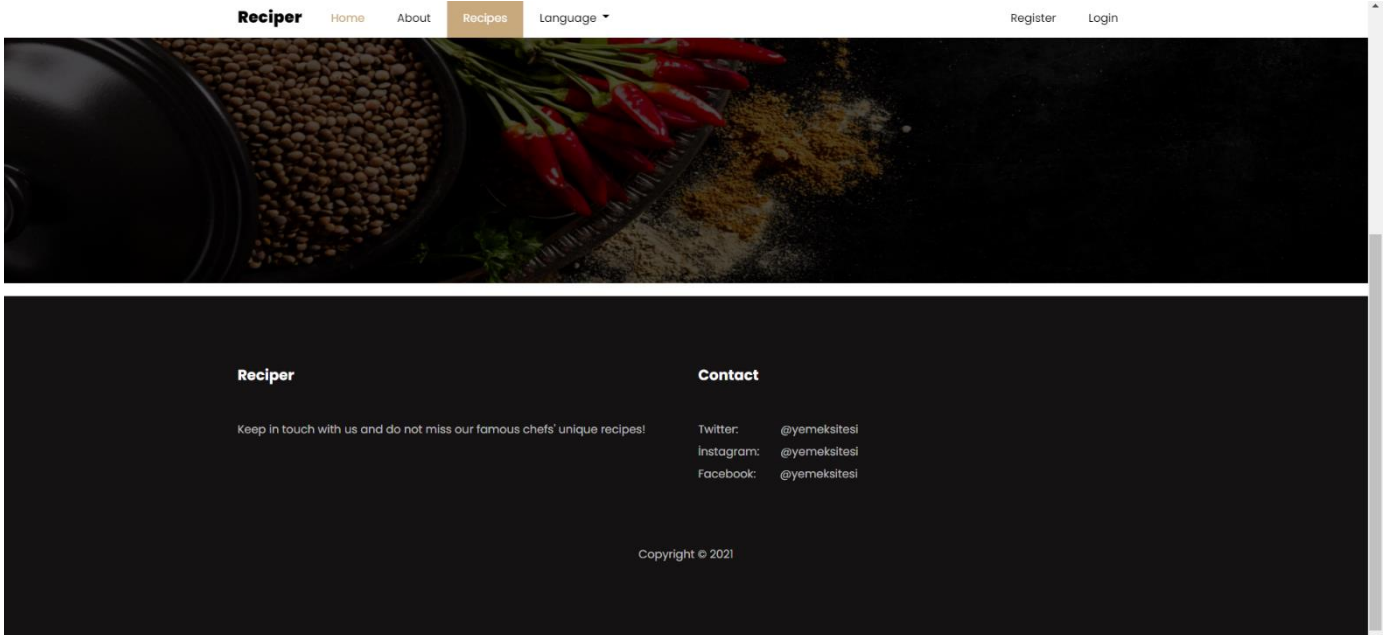 Reciper Home About Recipes Language Register Login
Reciper
Keep in touch with us and do not miss our famous chefs' unique recipes!
Contact
Twitter: @yemeksitesi
İnstagram: @yemeksitesi
Facebook: @yemeksitesi
Copyright © 2021